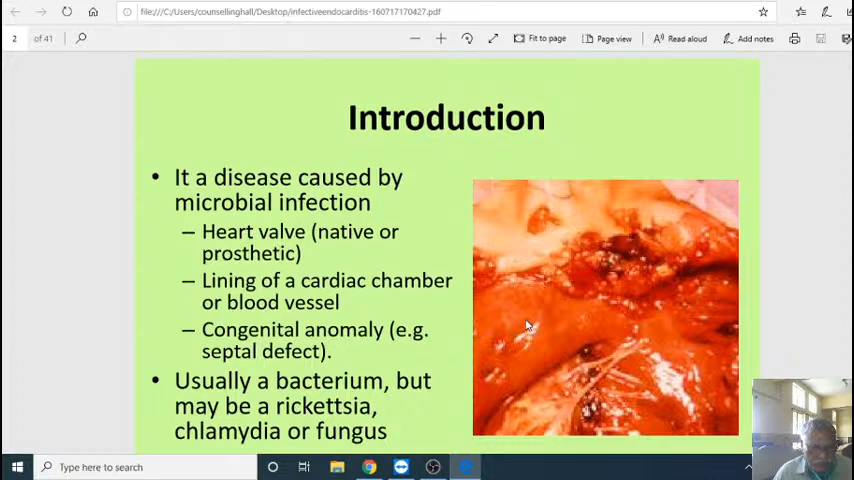 file:///C:/Users/counsellinghall/Desktop/infectiveendocarditis-160717170427.pdf
2 of 41
Fit to page
Page view
Read aloud
Add notes
Introduction
• It a disease caused by
microbial infection
– Heart valve (native or
prosthetic)
– Lining of a cardiac chamber
or blood vessel
– Congenital anomaly (e.g.
septal defect).
• Usually a bacterium, but
may be a rickettsia,
chlamydia or fungus
Type here to search